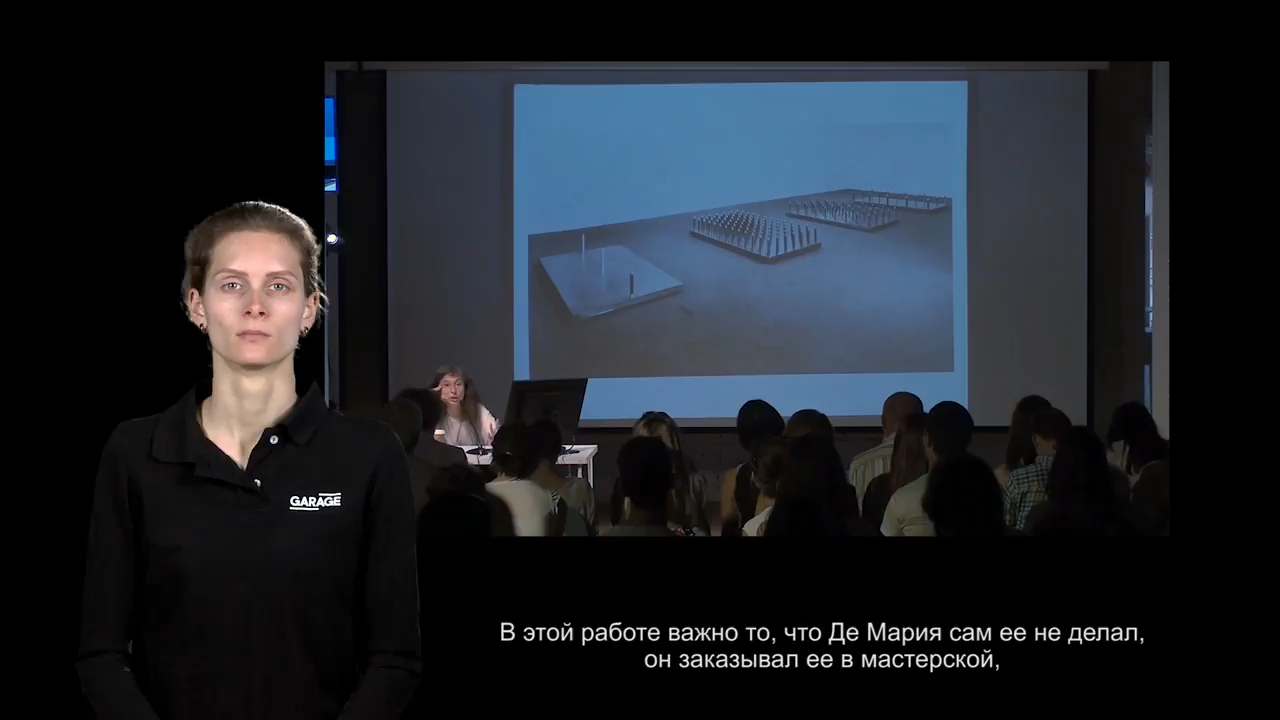 GARAGE
В этой работе важно то, что Де Мария сам ее не делал,
он заказывал ее в мастерской,